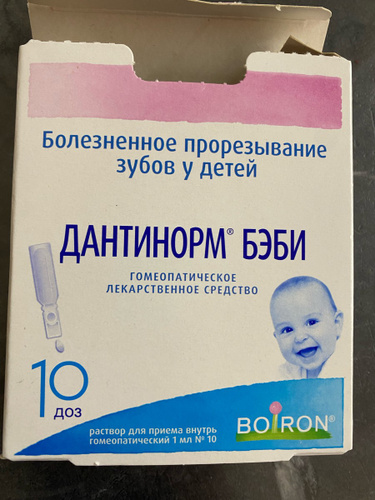 Болезненное прорезывание
зубов у детей
ДАНТИНОРМ® БЭБИ
ГОМЕОПАТИЧЕСКОЕ
ЛЕКАРСТВЕННОЕ СРЕДСТВО
10
доз
раствор для приема внутрь
гомеопатический 1 мл № 10
BOIRON®